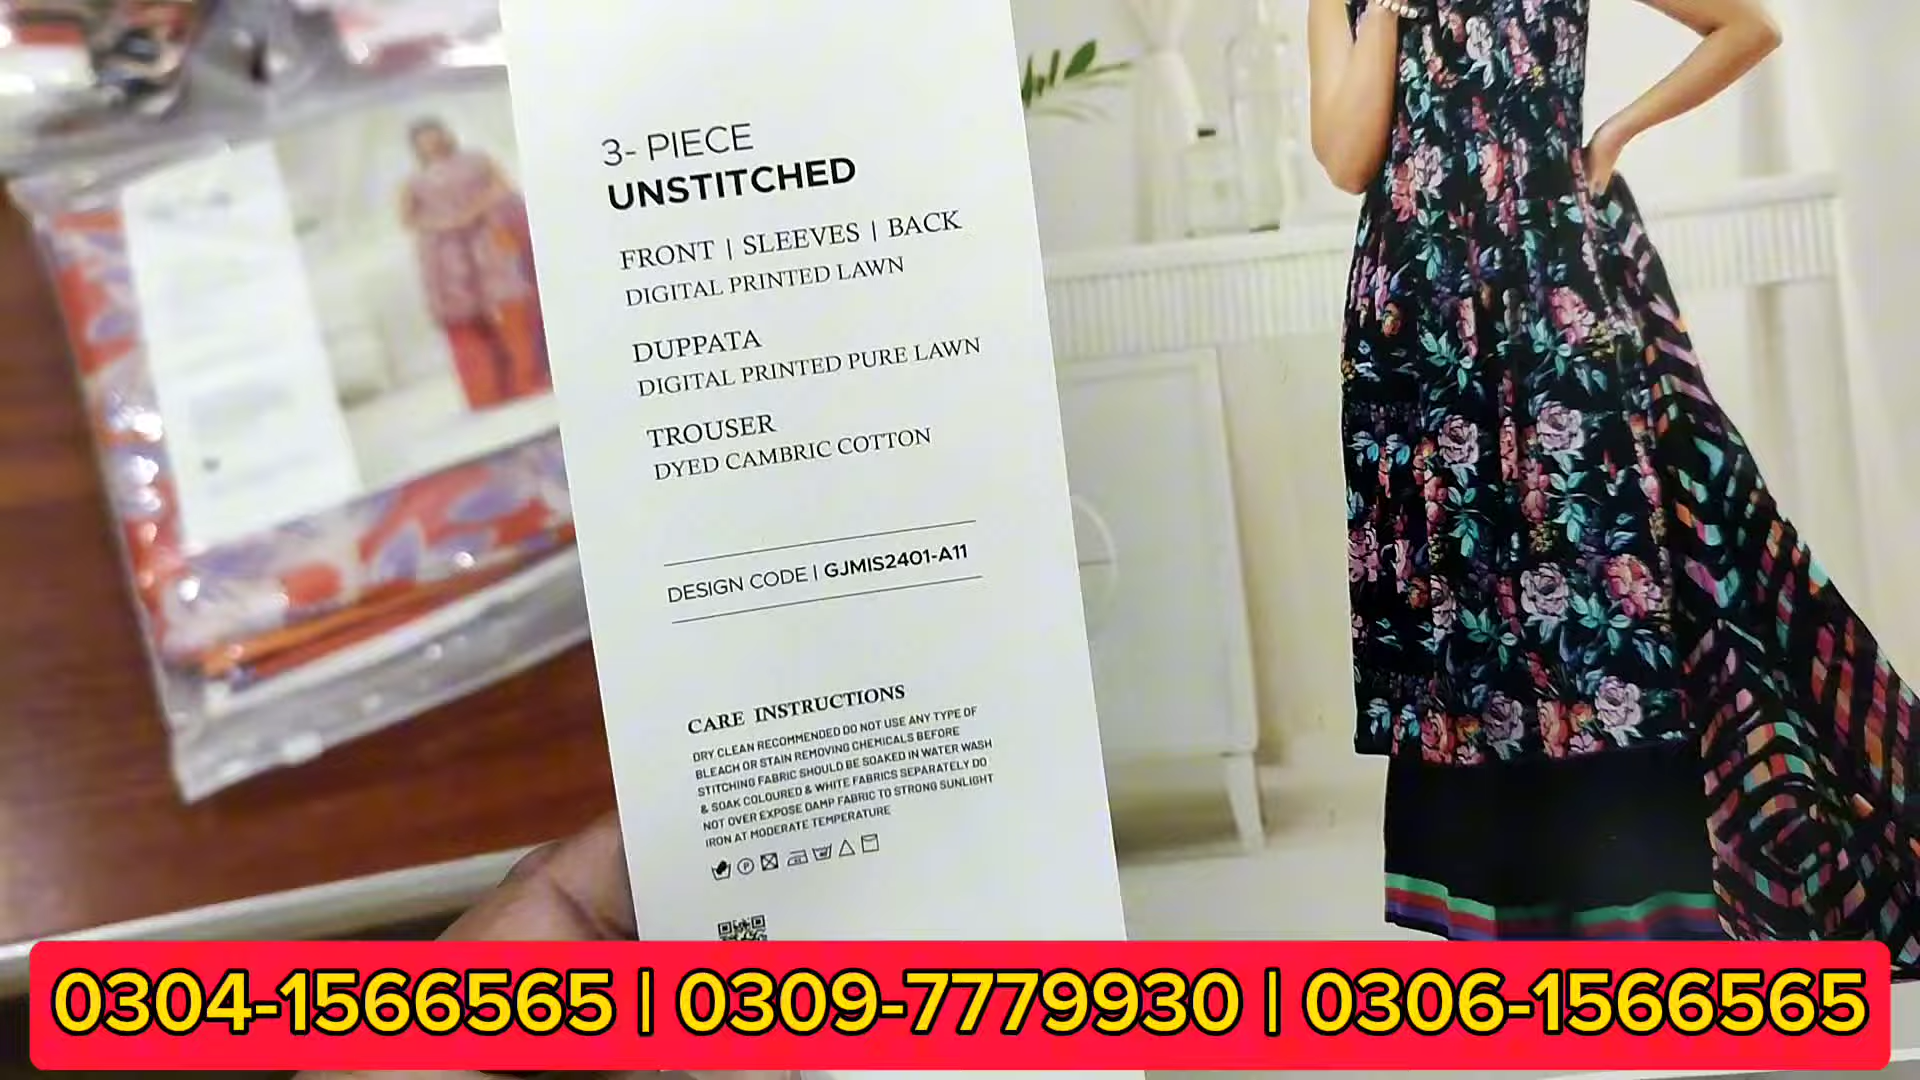 3- PIECE
UNSTITCHED
FRONT | SLEEVES | BACK
DIGITAL PRINTED LAWN
DUPPATA
DIGITAL PRINTED PURE LAWN
TROUSER
DYED CAMBRIC COTTON
DESIGN CODE | GJMIS2401-A11
CARE INSTRUCTIONS
DRY CLEAN RECOMMENDED DO NOT USE ANY TYPE OF
BLEACH OR STAIN REMOVING CHEMICALS BEFORE
STITCHING FABRIC SHOULD BE SOAKED IN WATER WASH
& SOAK COLOURED & WHITE FABRICS SEPARATELY DO
NOT OVER EXPOSE DAMP FABRIC TO STRONG SUNLIGHT
IRON AT MODERATE TEMPERATURE
0304-1566565 | 0309-7779930 | 0306-1566565